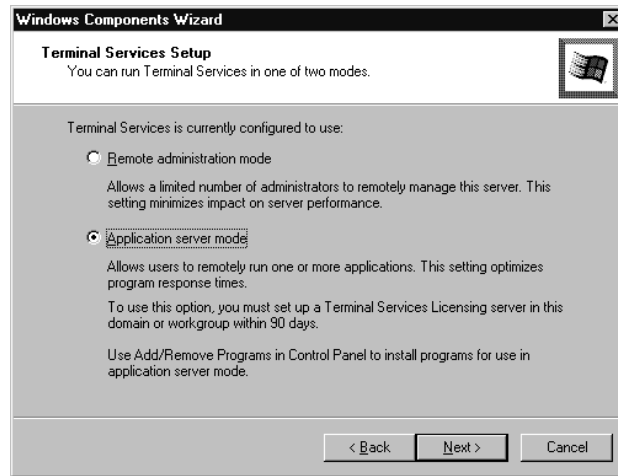 Windows Components Wizard
Terminal Services Setup
You can run Terminal Services in one of two modes.
Terminal Services is currently configured to use:
Remote administration mode
Allows a limited number of administrators to remotely manage this server. This
setting minimizes impact on server performance.
Application server mode
Allows users to remotely run one or more applications. This setting optimizes
program response times.
To use this option, you must set up a Terminal Services Licensing server in this
domain or workgroup within 90 days.
Use Add/Remove Programs in Control Panel to install programs for use in
application server mode.
< Back Next > Cancel